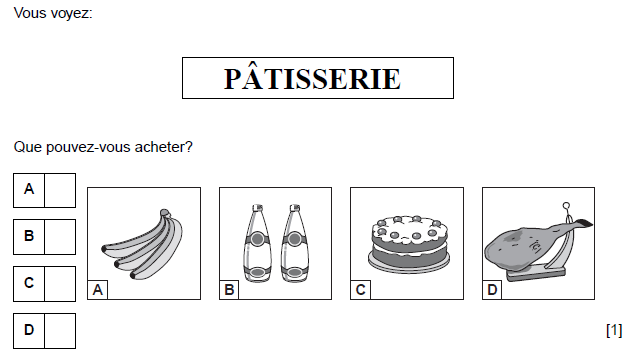 Vous voyez:
PÂTISSERIE
Que pouvez-vous acheter?
A
B
C
D
A
B
C
D
[1]